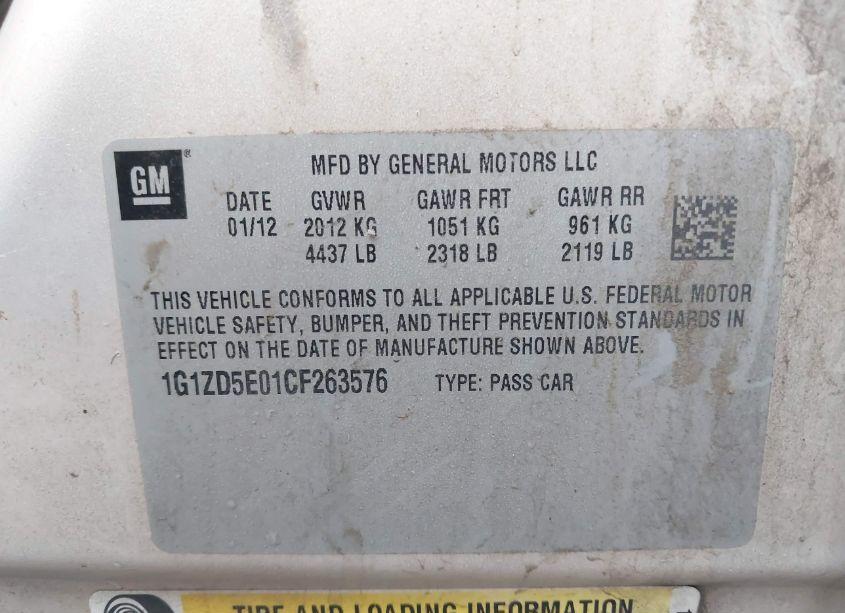 GM ®
MFD BY GENERAL MOTORS LLC
DATE GVWR GAWR FRT GAWR RR
01/12 2012 KG 1051 KG 961 KG
4437 LB 2318 LB 2119 LB
THIS VEHICLE CONFORMS TO ALL APPLICABLE U.S. FEDERAL MOTOR
VEHICLE SAFETY, BUMPER, AND THEFT PREVENTION STANDARDS IN
EFFECT ON THE DATE OF MANUFACTURE SHOWN ABOVE.
1G1ZD5E01CF263576 TYPE: PASS CAR
TIRE AND LOADING INFORMATION